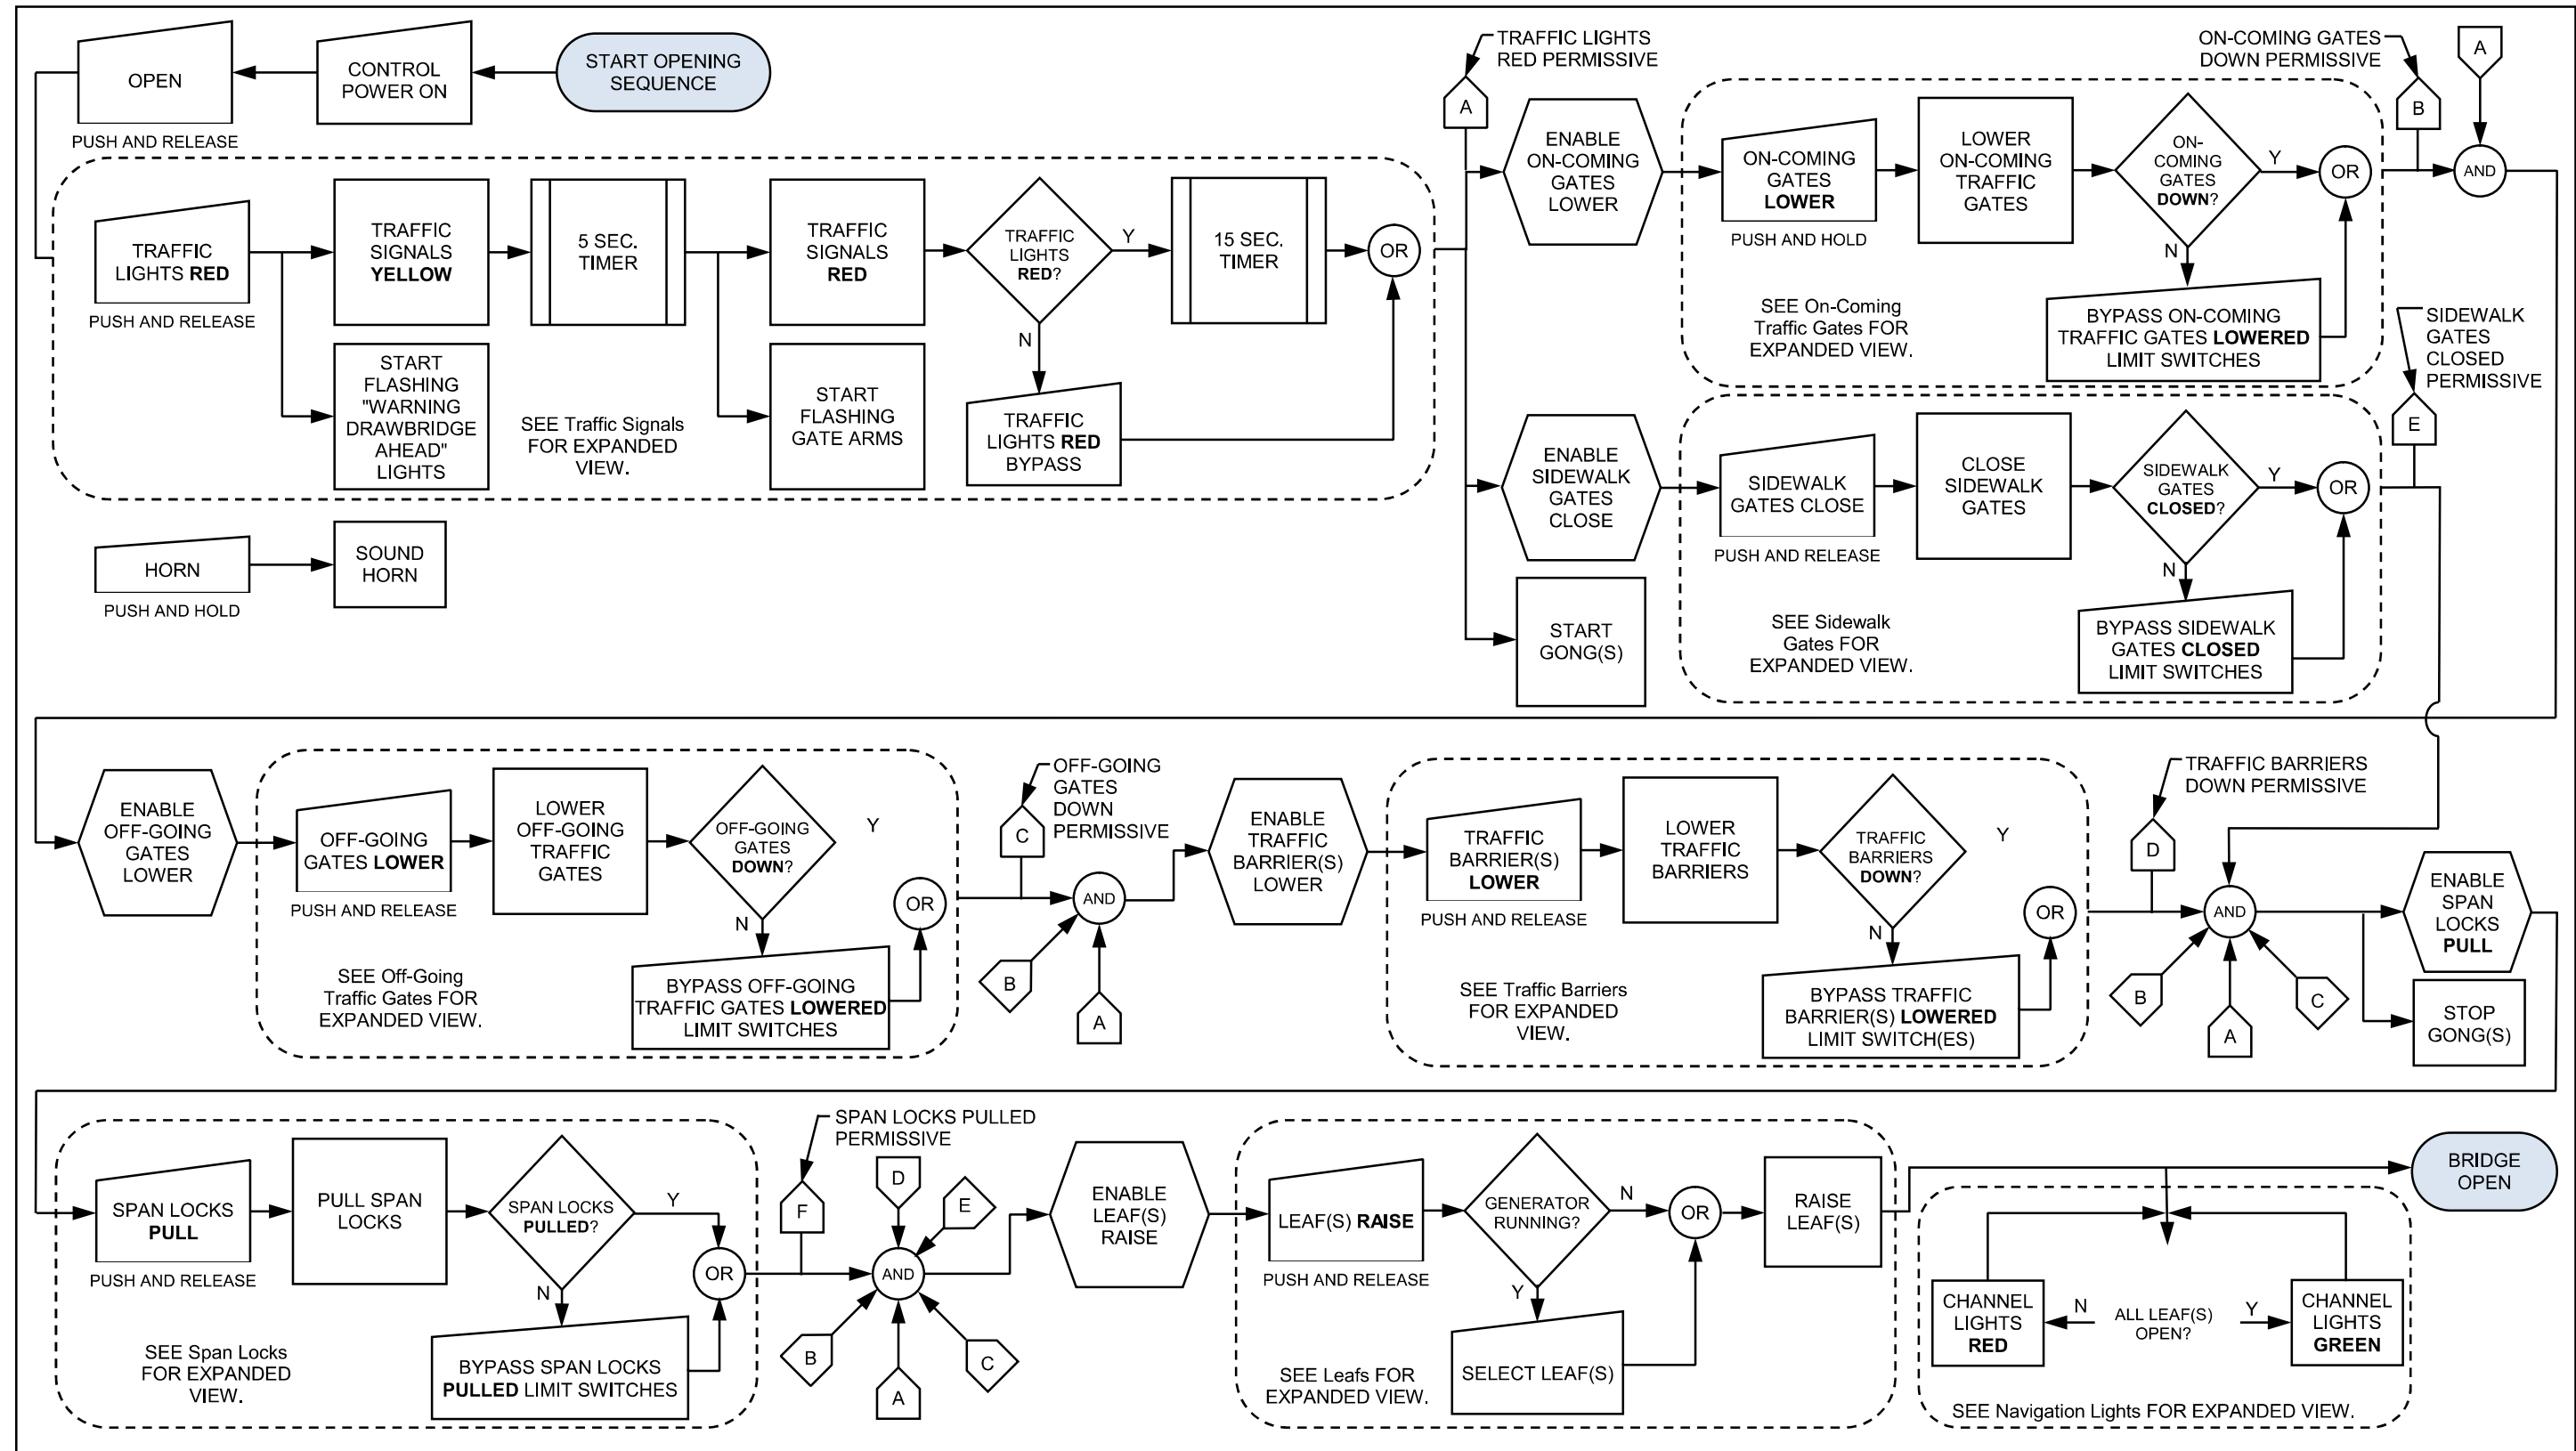 START OPENING
SEQUENCE
CONTROL
POWER ON
OPEN
PUSH AND RELEASE
TRAFFIC
LIGHTS RED
PUSH AND RELEASE
TRAFFIC
SIGNALS
YELLOW
START
FLASHING
"WARNING
DRAWBRIDGE
AHEAD"
LIGHTS
5 SEC.
TIMER
SEE Traffic Signals
FOR EXPANDED
VIEW.
TRAFFIC
SIGNALS
RED
START
FLASHING
GATE ARMS
TRAFFIC
LIGHTS
RED?
Y
N
TRAFFIC
LIGHTS RED
BYPASS
15 SEC.
TIMER
OR
HORN
PUSH AND HOLD
SOUND
HORN
TRAFFIC LIGHTS
RED PERMISSIVE
A
ENABLE
ON-COMING
GATES
LOWER
ON-COMING
GATES
LOWER
PUSH AND HOLD
LOWER
ON-COMING
TRAFFIC
GATES
ON-
COMING
GATES
DOWN?
Y
N
OR
BYPASS ON-COMING
TRAFFIC GATES LOWERED
LIMIT SWITCHES
SEE On-Coming
Traffic Gates FOR
EXPANDED VIEW.
ON-COMING GATES
DOWN PERMISSIVE
B
A
AND
ENABLE
SIDEWALK
GATES
CLOSE
SIDEWALK
GATES CLOSE
PUSH AND RELEASE
CLOSE
SIDEWALK
GATES
SIDEWALK
GATES
CLOSED?
Y
N
OR
BYPASS SIDEWALK
GATES CLOSED
LIMIT SWITCHES
SEE Sidewalk
Gates FOR
EXPANDED VIEW.
SIDEWALK
GATES
CLOSED
PERMISSIVE
E
START
GONG(S)
ENABLE
OFF-GOING
GATES
LOWER
OFF-GOING
GATES LOWER
PUSH AND RELEASE
LOWER
OFF-GOING
TRAFFIC
GATES
OFF-GOING
GATES
DOWN?
Y
N
OR
BYPASS OFF-GOING
TRAFFIC GATES LOWERED
LIMIT SWITCHES
SEE Off-Going
Traffic Gates FOR
EXPANDED VIEW.
OFF-GOING
GATES
DOWN
PERMISSIVE
C
AND
B
A
ENABLE
TRAFFIC
BARRIER(S)
LOWER
TRAFFIC
BARRIER(S)
LOWER
PUSH AND RELEASE
LOWER
TRAFFIC
BARRIERS
TRAFFIC
BARRIERS
DOWN?
Y
N
OR
BYPASS TRAFFIC
BARRIER(S) LOWERED
LIMIT SWITCH(ES)
SEE Traffic Barriers
FOR EXPANDED
VIEW.
TRAFFIC BARRIERS
DOWN PERMISSIVE
D
AND
B
A
C
ENABLE
SPAN
LOCKS
PULL
STOP
GONG(S)
SPAN LOCKS
PULL
PUSH AND RELEASE
PULL SPAN
LOCKS
SPAN LOCKS
PULLED?
Y
N
OR
BYPASS SPAN LOCKS
PULLED LIMIT SWITCHES
SEE Span Locks
FOR EXPANDED
VIEW.
SPAN LOCKS PULLED
PERMISSIVE
F
D
E
AND
B
A
C
ENABLE
LEAF(S)
RAISE
LEAF(S) RAISE
PUSH AND RELEASE
GENERATOR
RUNNING?
N
Y
OR
SELECT LEAF(S)
SEE Leafs FOR
EXPANDED VIEW.
RAISE
LEAF(S)
BRIDGE
OPEN
CHANNEL
LIGHTS
RED
N
ALL LEAF(S)
OPEN?
Y
CHANNEL
LIGHTS
GREEN
SEE Navigation Lights FOR EXPANDED VIEW.